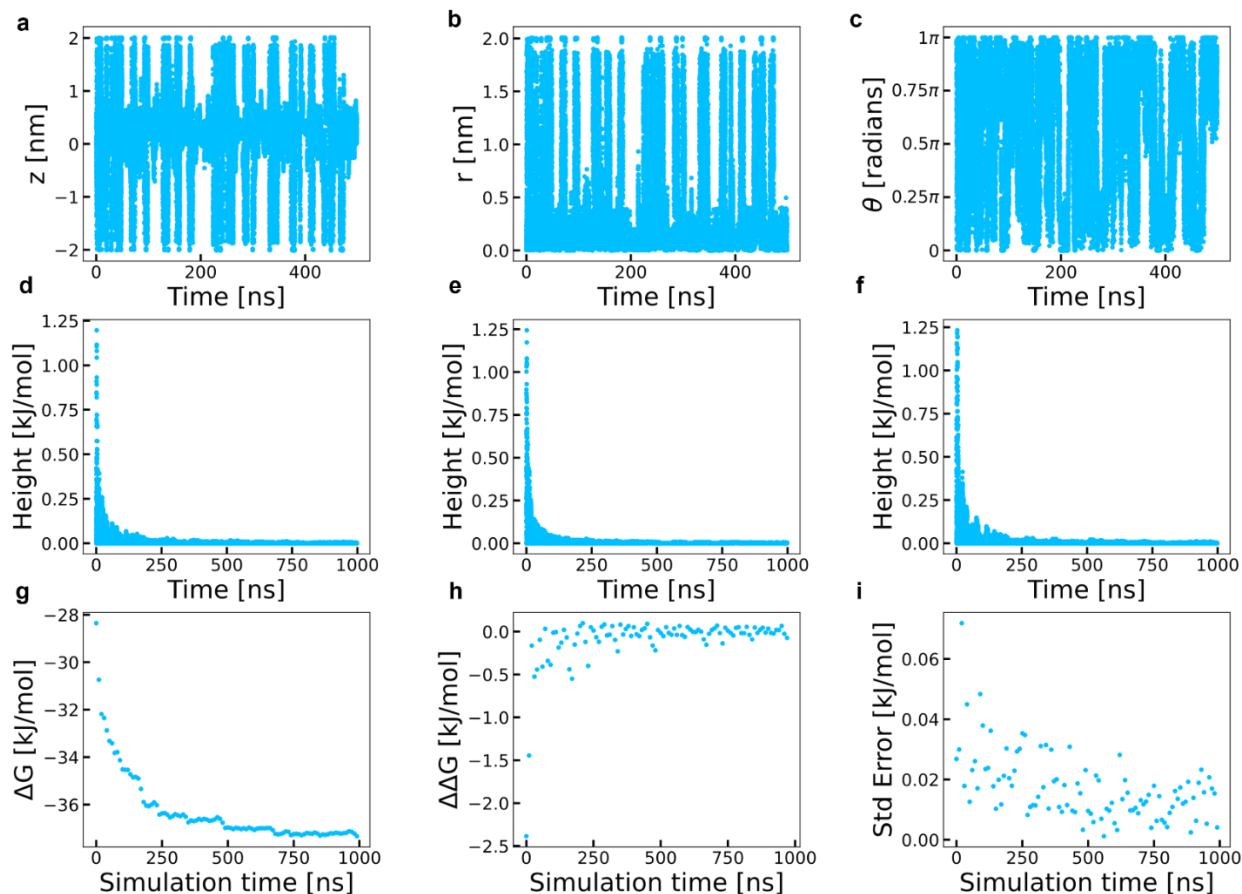 a
2
1
0
−1
−2
z [nm]
0
200
400
Time [ns]
b
2.0
1.5
1.0
0.5
0.0
r [nm]
0
200
400
Time [ns]
c
1π
0.75π
0.5π
0.25π
0
θ [radians]
0
200
400
Time [ns]
d
1.25
1.00
0.75
0.50
0.25
0.00
Height [kJ/mol]
0
250
500
750
1000
Time [ns]
e
1.25
1.00
0.75
0.50
0.25
0.00
Height [kJ/mol]
0
250
500
750
1000
Time [ns]
f
1.25
1.00
0.75
0.50
0.25
0.00
Height [kJ/mol]
0
250
500
750
1000
Time [ns]
g
−28
−30
−32
−34
−36
ΔG [kJ/mol]
0
250
500
750
1000
Simulation time [ns]
h
0.0
−0.5
−1.0
−1.5
−2.0
−2.5
ΔΔG [kJ/mol]
0
250
500
750
1000
Simulation time [ns]
i
0.06
0.04
0.02
0.00
Std Error [kJ/mol]
0
250
500
750
1000
Simulation time [ns]